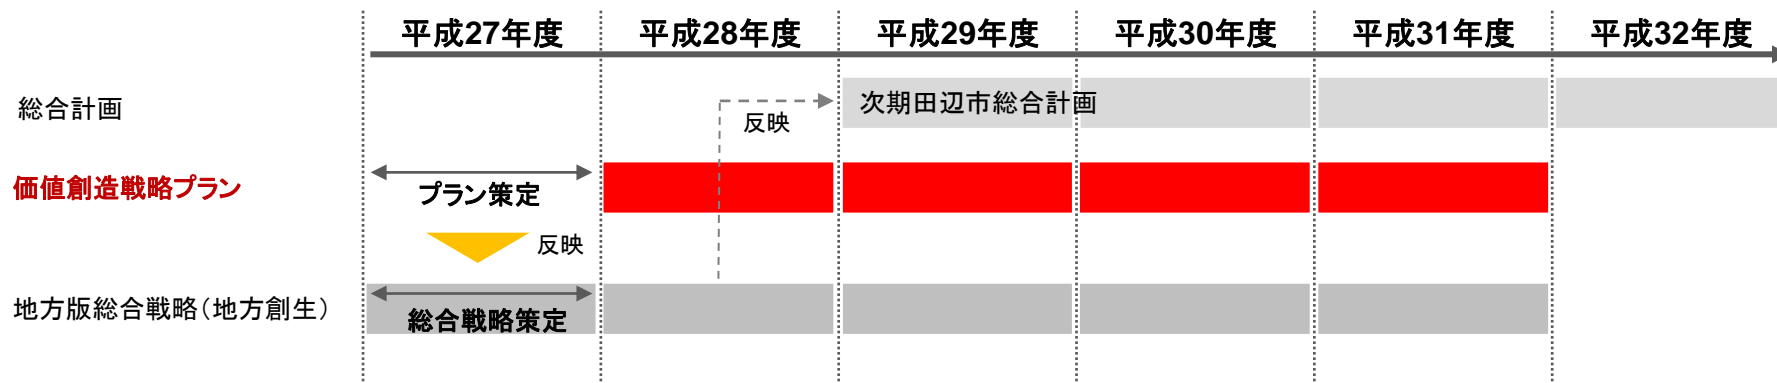 平成27年度 平成28年度 平成29年度 平成30年度 平成31年度 平成32年度
総合計画
次期田辺市総合計画
反映
価値創造戦略プラン
プラン策定
反映
地方版総合戦略（地方創生）
総合戦略策定